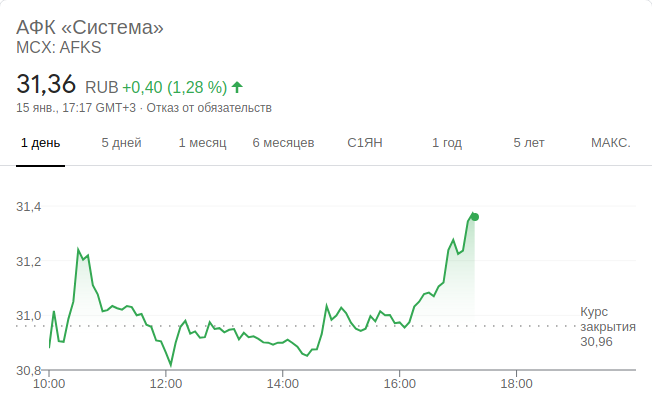 АФК «Система»
MCX: AFKS
31,36 RUB +0,40 (1,28 %)
15 янв., 17:17 GMT+3 · Отказ от обязательств
1 день 5 дней 1 месяц 6 месяцев С1ЯН 1 год 5 лет МАКС.
31,4
31,2
31,0
30,8
Курс
закрытия
30,96
10:00 12:00 14:00 16:00 18:00